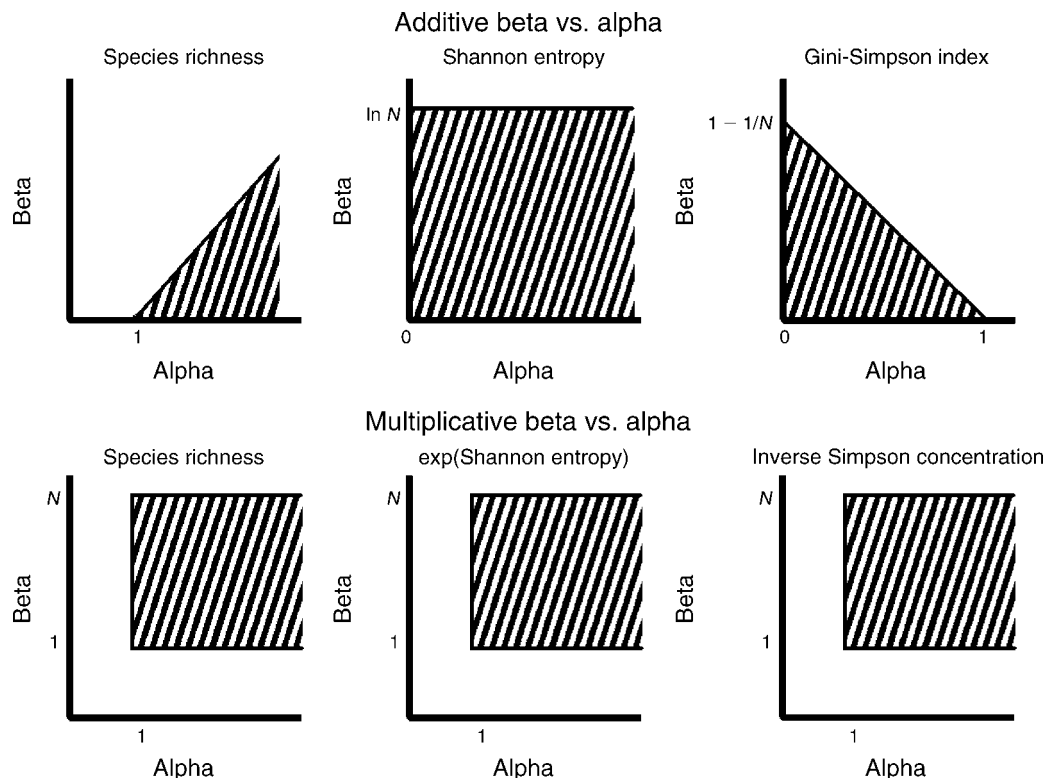 Additive beta vs. alpha
Species richness
Shannon entropy
Gini-Simpson index
Beta
1
Alpha
ln N
Beta
0
Alpha
1 − 1/N
Beta
0
1
Alpha
Multiplicative beta vs. alpha
Species richness
exp(Shannon entropy)
Inverse Simpson concentration
N
Beta
1
1
Alpha
N
Beta
1
1
Alpha
N
Beta
1
1
Alpha